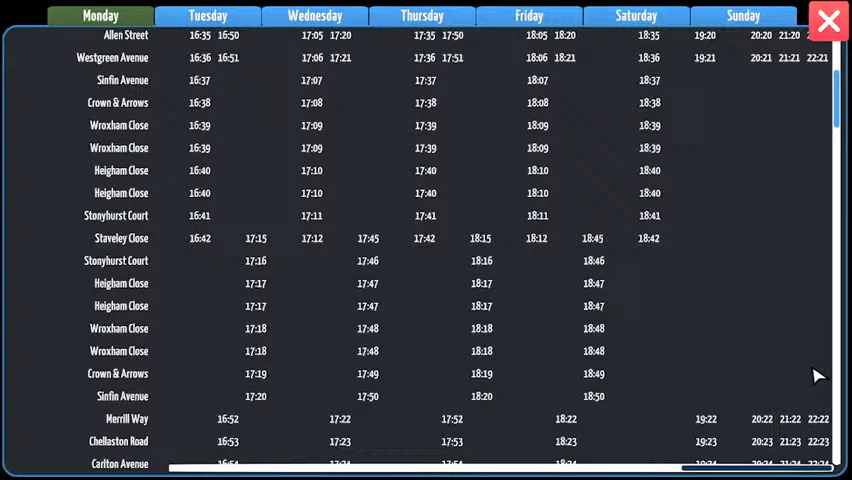 Monday Tuesday Wednesday Thursday Friday Saturday Sunday
Allen Street 16:35 16:50 17:05 17:20 17:35 17:50 18:05 18:20 18:35 19:20 20:20 21:20
Westgreen Avenue 16:36 16:51 17:06 17:21 17:36 17:51 18:06 18:21 18:36 19:21 20:21 21:21 22:21
Sinfin Avenue 16:37 17:07 17:37 18:07 18:37
Crown & Arrows 16:38 17:08 17:38 18:08 18:38
Wroxham Close 16:39 17:09 17:39 18:09 18:39
Wroxham Close 16:39 17:09 17:39 18:09 18:39
Heigham Close 16:40 17:10 17:40 18:10 18:40
Heigham Close 16:40 17:10 17:40 18:10 18:40
Stonyhurst Court 16:41 17:11 17:41 18:11 18:41
Staveley Close 16:42 17:15 17:12 17:45 17:42 18:15 18:12 18:45 18:42
Stonyhurst Court 17:16 17:46 18:16 18:46
Heigham Close 17:17 17:47 18:17 18:47
Heigham Close 17:17 17:47 18:17 18:47
Wroxham Close 17:18 17:48 18:18 18:48
Wroxham Close 17:18 17:48 18:18 18:48
Crown & Arrows 17:19 17:49 18:19 18:49
Sinfin Avenue 17:20 17:50 18:20 18:50
Merrill Way 16:52 17:22 17:52 18:22 19:22 20:22 21:22 22:22
Chellaston Road 16:53 17:23 17:53 18:23 19:23 20:23 21:23 22:23
Carlton Avenue